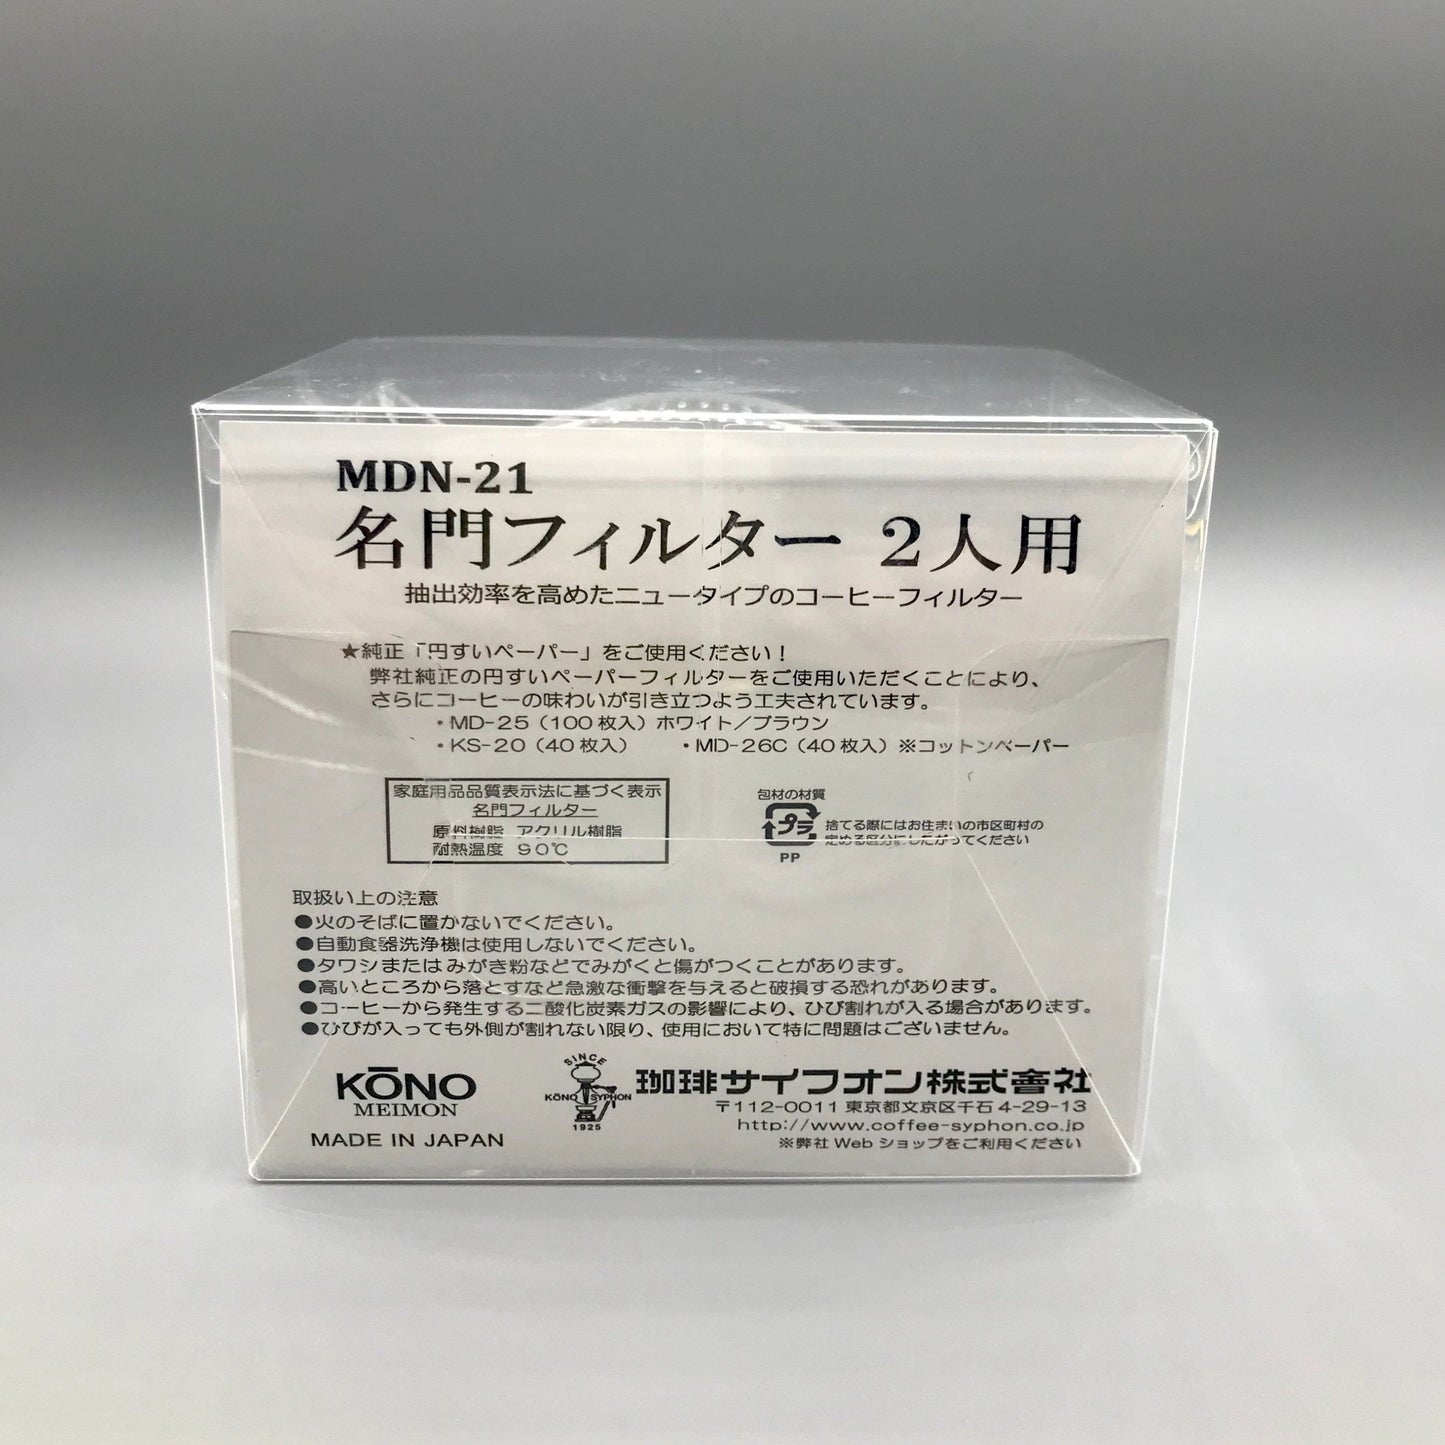 MDN-21
名門フィルター 2人用
抽出効率を高めたニュータイプのコーヒーフィルター
★純正「円すいペーパー」をご使用ください！
弊社純正の円すいペーパーフィルターをご使用いただくことにより、
さらにコーヒーの味わいが引き立つよう工夫されています。
・MD-25（100枚入）ホワイト／ブラウン
・KS-20（40枚入） ・MD-26C（40枚入）※コットンペーパー
家庭用品品質表示法に基づく表示
名門フィルター
原料樹脂 アクリル樹脂
耐熱温度 90℃
包材の材質
プラ
捨てる際にはお住まいの市区町村の
定める区分にしたがってください
PP
取扱い上の注意
●火のそばに置かないでください。
●自動食器洗浄機は使用しないでください。
●タワシまたはみがき粉などでみがくと傷がつくことがあります。
●高いところから落とすなど急激な衝撃を与えると破損する恐れがあります。
●コーヒーから発生する二酸化炭素ガスの影響により、ひび割れが入る場合があります。
●ひびが入っても外側が割れない限り、使用において特に問題はございません。
KŌNO
MEIMON
MADE IN JAPAN
SINCE
KŌNO SYPHON
1925
珈琲サイフオン株式會社
〒112-0011 東京都文京区千石 4-29-13
http://www.coffee-syphon.co.jp
※弊社 Web ショップをご利用ください